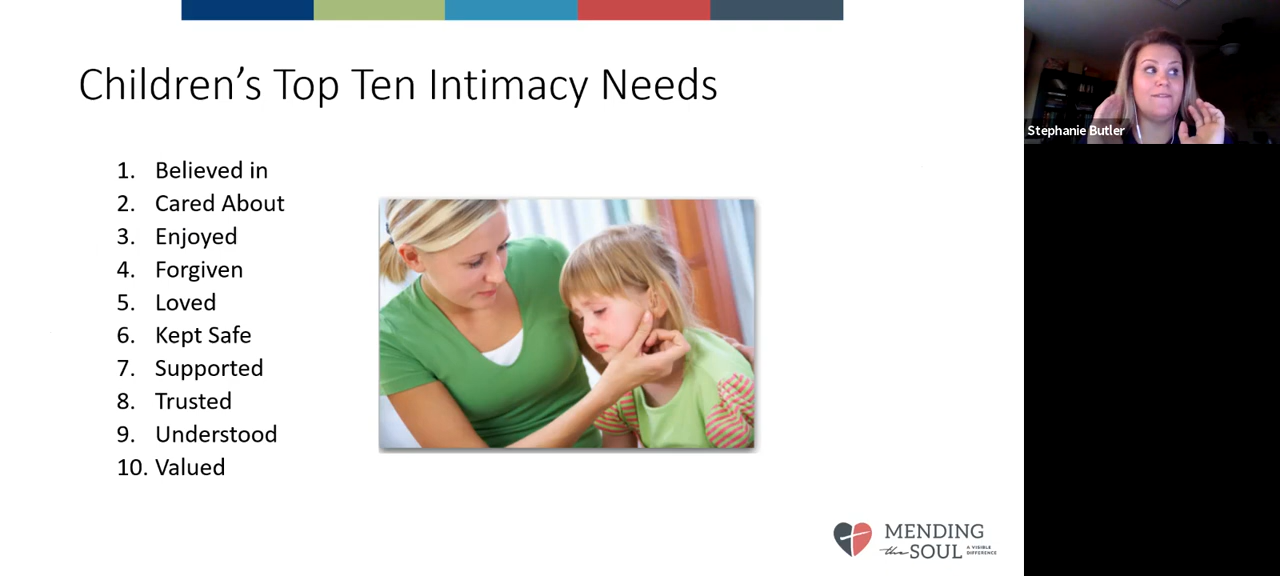 Children's Top Ten Intimacy Needs
1. Believed in
2. Cared About
3. Enjoyed
4. Forgiven
5. Loved
6. Kept Safe
7. Supported
8. Trusted
9. Understood
10. Valued
Stephanie Butler
MENDING
the SOUL A VISIBLE DIFFERENCE